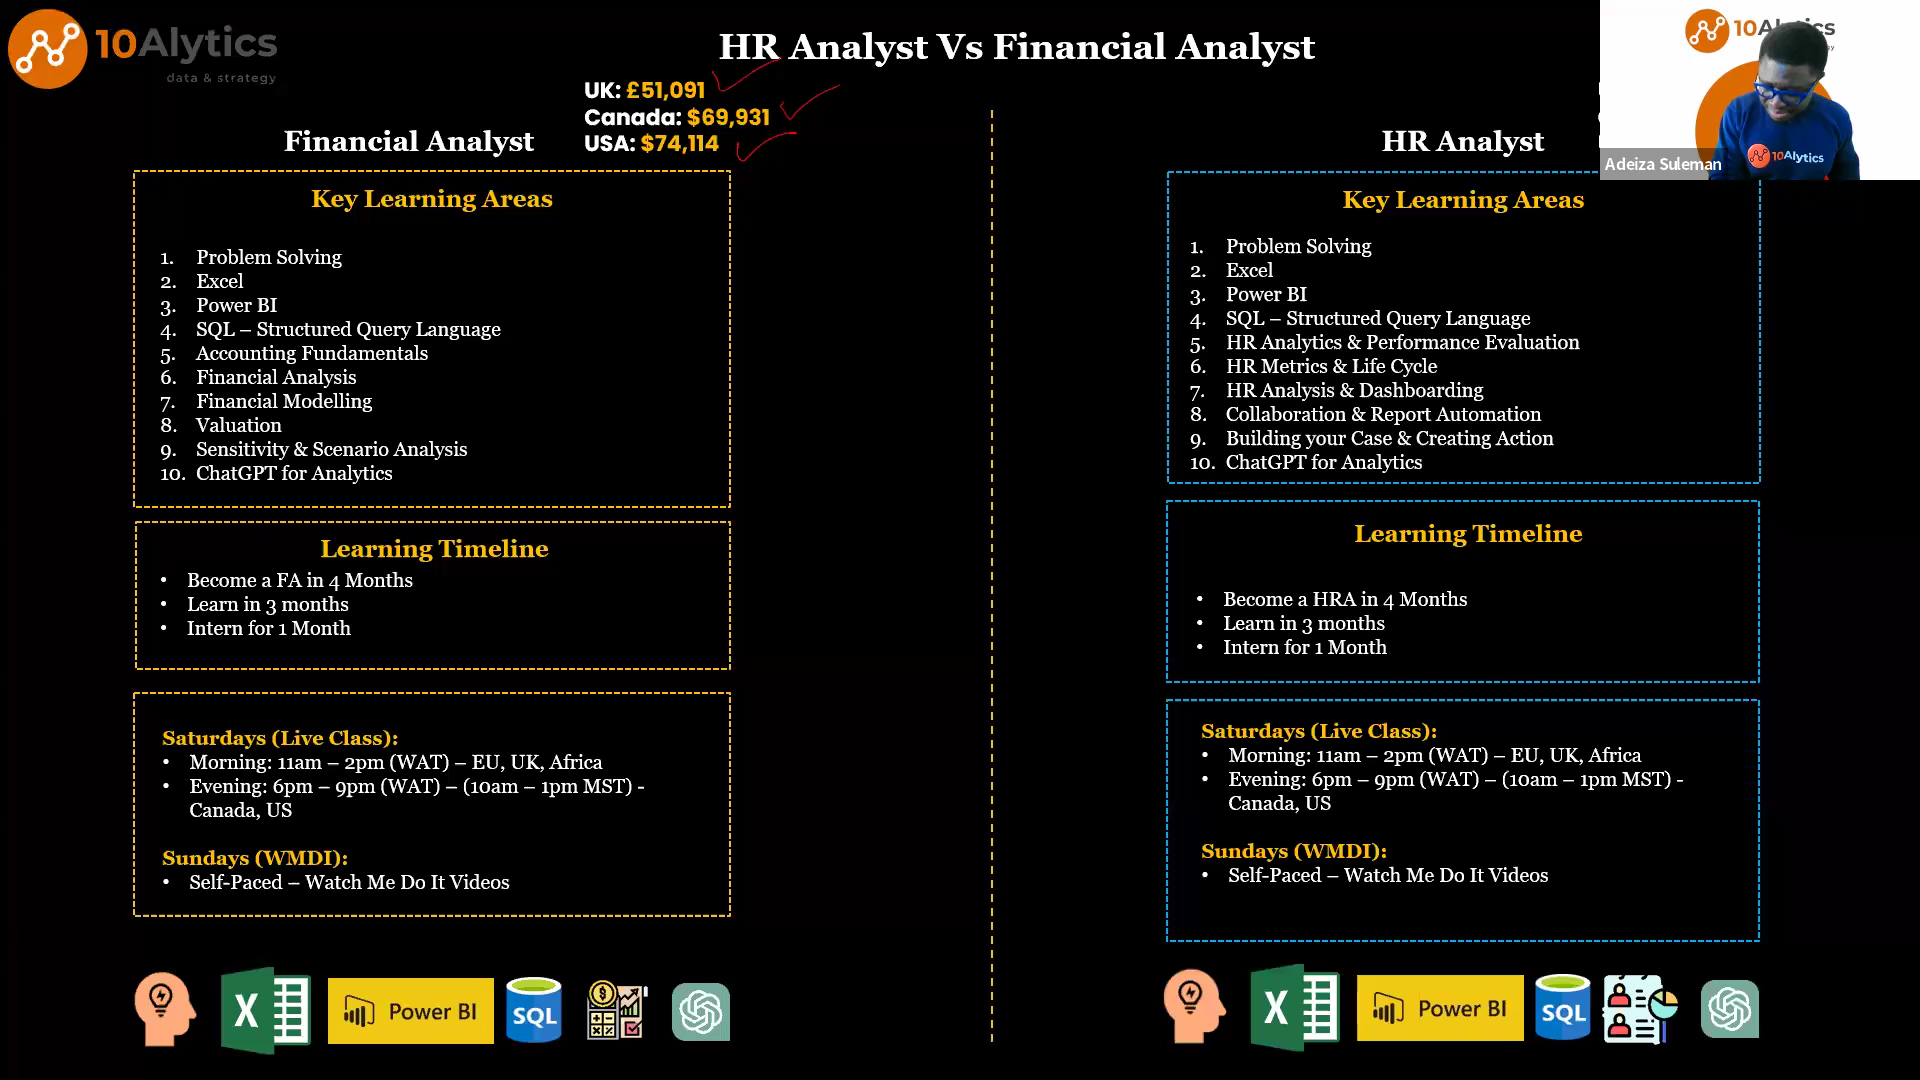 10Alytics
data & strategy
HR Analyst Vs Financial Analyst
UK: £51,091
Canada: $69,931
USA: $74,114
Financial Analyst
Key Learning Areas
1. Problem Solving
2. Excel
3. Power BI
4. SQL – Structured Query Language
5. Accounting Fundamentals
6. Financial Analysis
7. Financial Modelling
8. Valuation
9. Sensitivity & Scenario Analysis
10. ChatGPT for Analytics
Learning Timeline
• Become a FA in 4 Months
• Learn in 3 months
• Intern for 1 Month
Saturdays (Live Class):
• Morning: 11am – 2pm (WAT) – EU, UK, Africa
• Evening: 6pm – 9pm (WAT) – (10am – 1pm MST) -
Canada, US
Sundays (WMDI):
• Self-Paced – Watch Me Do It Videos
X
Power BI
SQL
HR Analyst
Key Learning Areas
1. Problem Solving
2. Excel
3. Power BI
4. SQL – Structured Query Language
5. HR Analytics & Performance Evaluation
6. HR Metrics & Life Cycle
7. HR Analysis & Dashboarding
8. Collaboration & Report Automation
9. Building your Case & Creating Action
10. ChatGPT for Analytics
Learning Timeline
• Become a HRA in 4 Months
• Learn in 3 months
• Intern for 1 Month
Saturdays (Live Class):
• Morning: 11am – 2pm (WAT) – EU, UK, Africa
• Evening: 6pm – 9pm (WAT) – (10am – 1pm MST) -
Canada, US
Sundays (WMDI):
• Self-Paced – Watch Me Do It Videos
X
Power BI
SQL
Adeiza Suleman
10Alytics